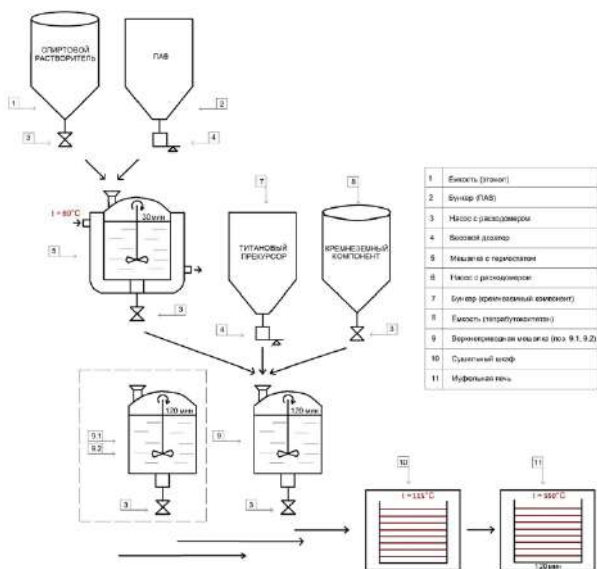 СПИРТОВОЙ
РАСТВОРИТЕЛЬ
ПАВ
1
2
3
4
7
8
t = 60°C
30 мин
5
ТИТАНОВЫЙ
ПРЕКУРСОР
КРЕМНЕЗЕМНЫЙ
КОМПОНЕНТ
3
4
3
1 Ёмкость (этанол)
2 Бункер (ПАВ)
3 Насос с расходомером
4 Весовой дозатор
5 Мешалка с термостатом
6 Насос с расходомером
7 Бункер (кремнеземный компонент)
8 Ёмкость (тетрабутоксититан)
9 Верхнеприводная мешалка (поз. 9.1, 9.2)
10 Сушильный шкаф
11 Муфельная печь
120 мин
120 мин
9.1
9.2
9
3
3
10
11
t = 115°C
t = 550°C
120 мин